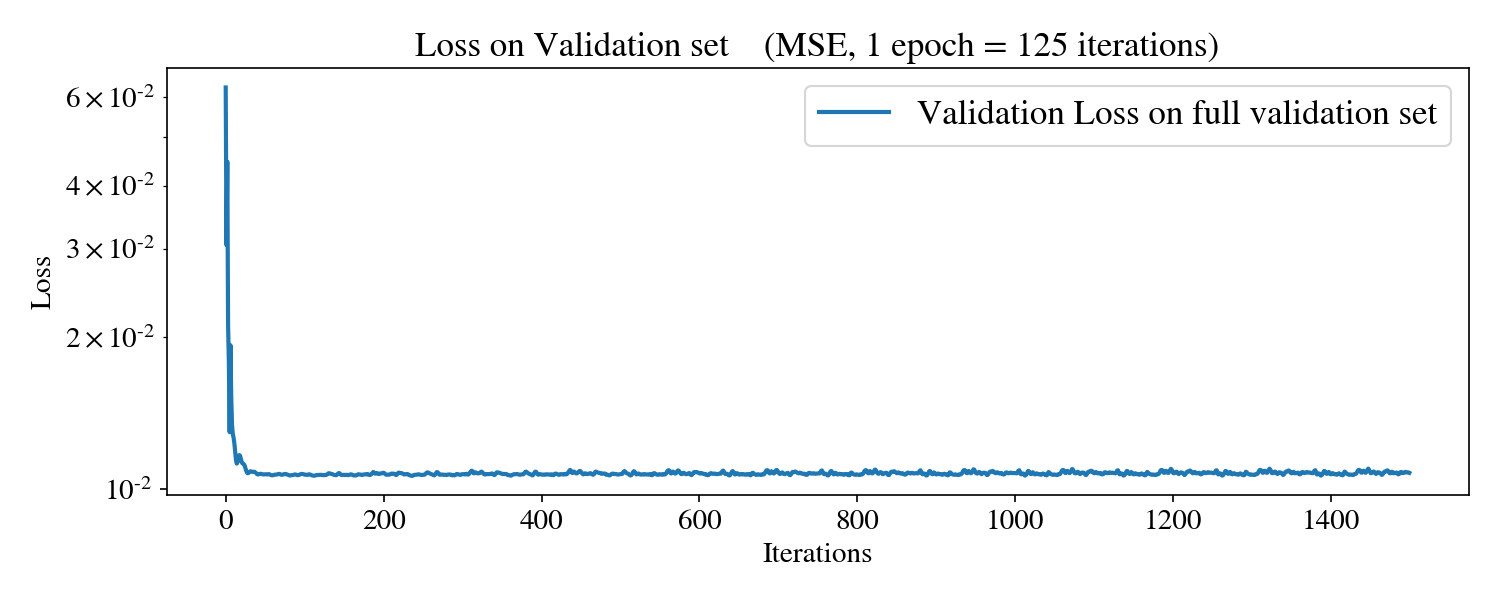 Loss on Validation set (MSE, 1 epoch = 125 iterations)
Validation Loss on full validation set
6×10⁻²
4×10⁻²
3×10⁻²
2×10⁻²
10⁻²
Loss
0 200 400 600 800 1000 1200 1400
Iterations